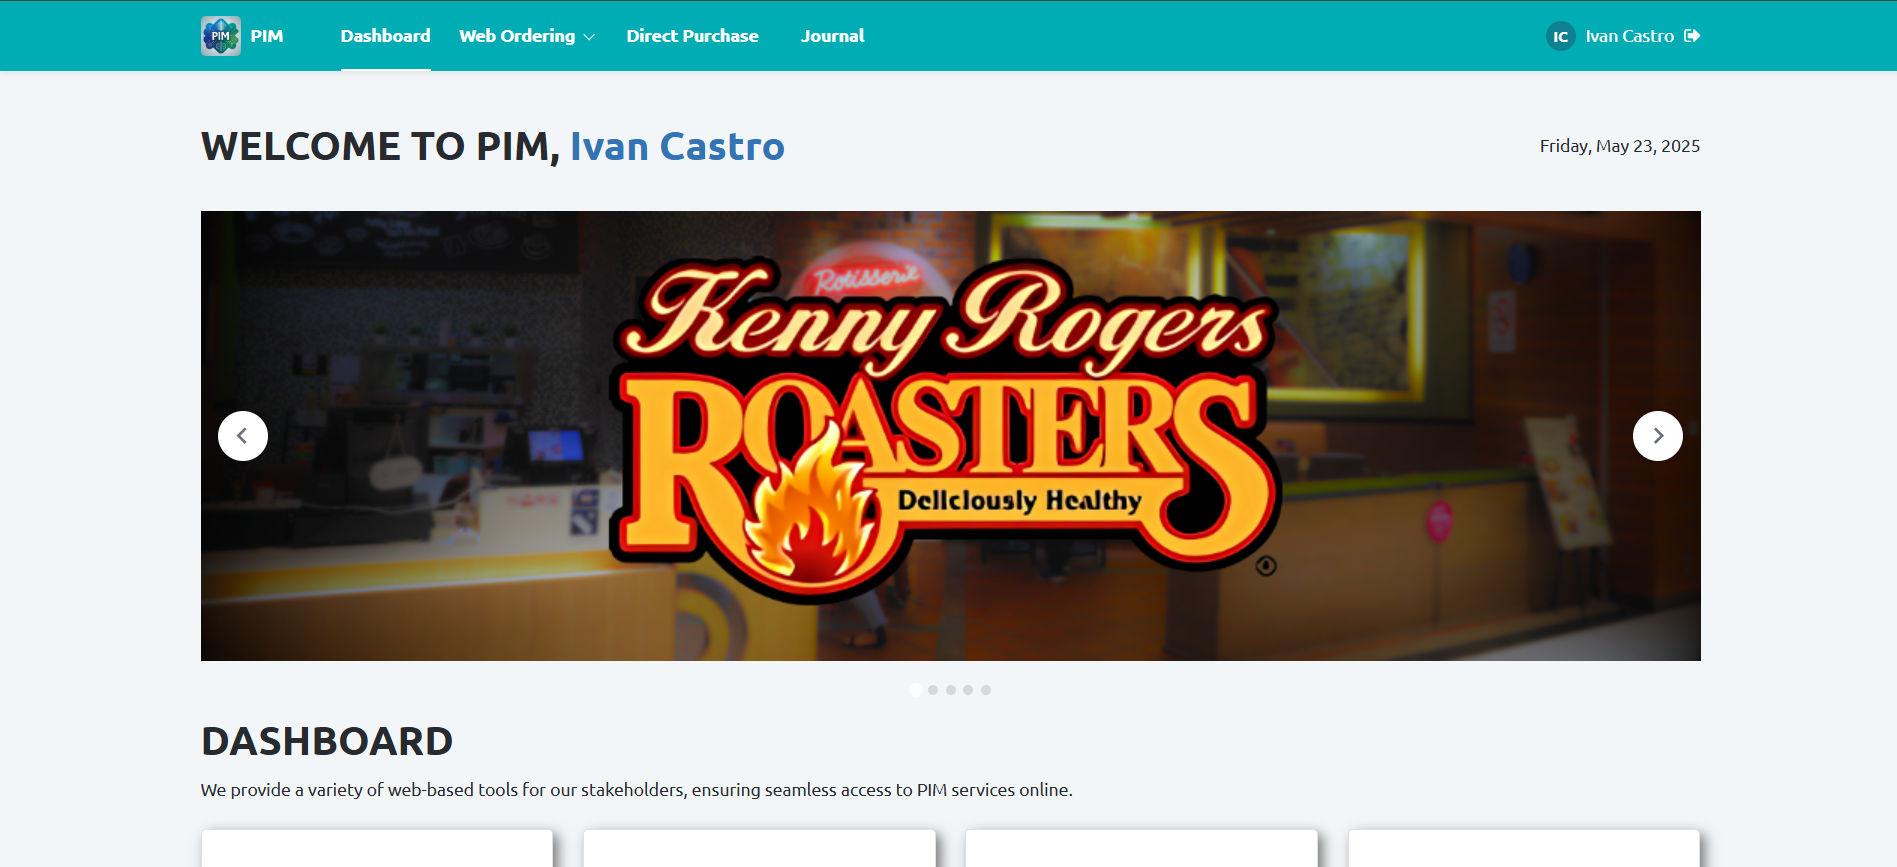 PIM PIM Dashboard Web Ordering Direct Purchase Journal IC Ivan Castro
WELCOME TO PIM, Ivan Castro
Friday, May 23, 2025
Rotisserie
Kenny Rogers
ROASTERS
Deliciously Healthy
DASHBOARD
We provide a variety of web-based tools for our stakeholders, ensuring seamless access to PIM services online.